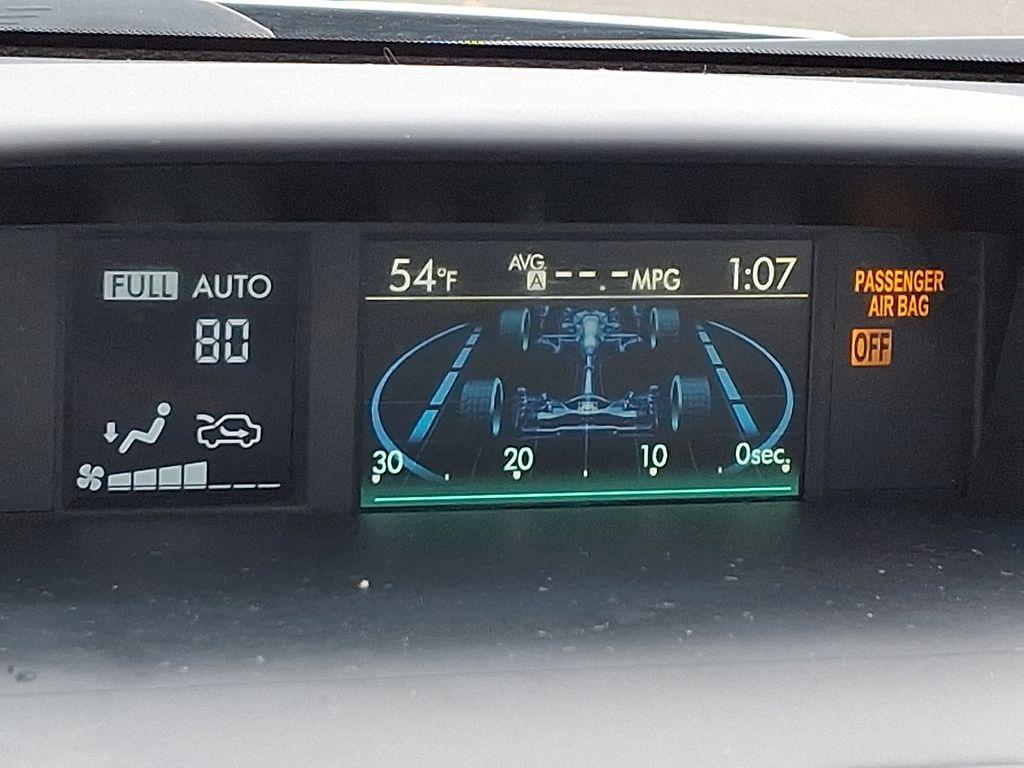 FULL AUTO
80
54°F AVG A --.-MPG 1:07
30 20 10 0sec.
PASSENGER
AIR BAG
OFF